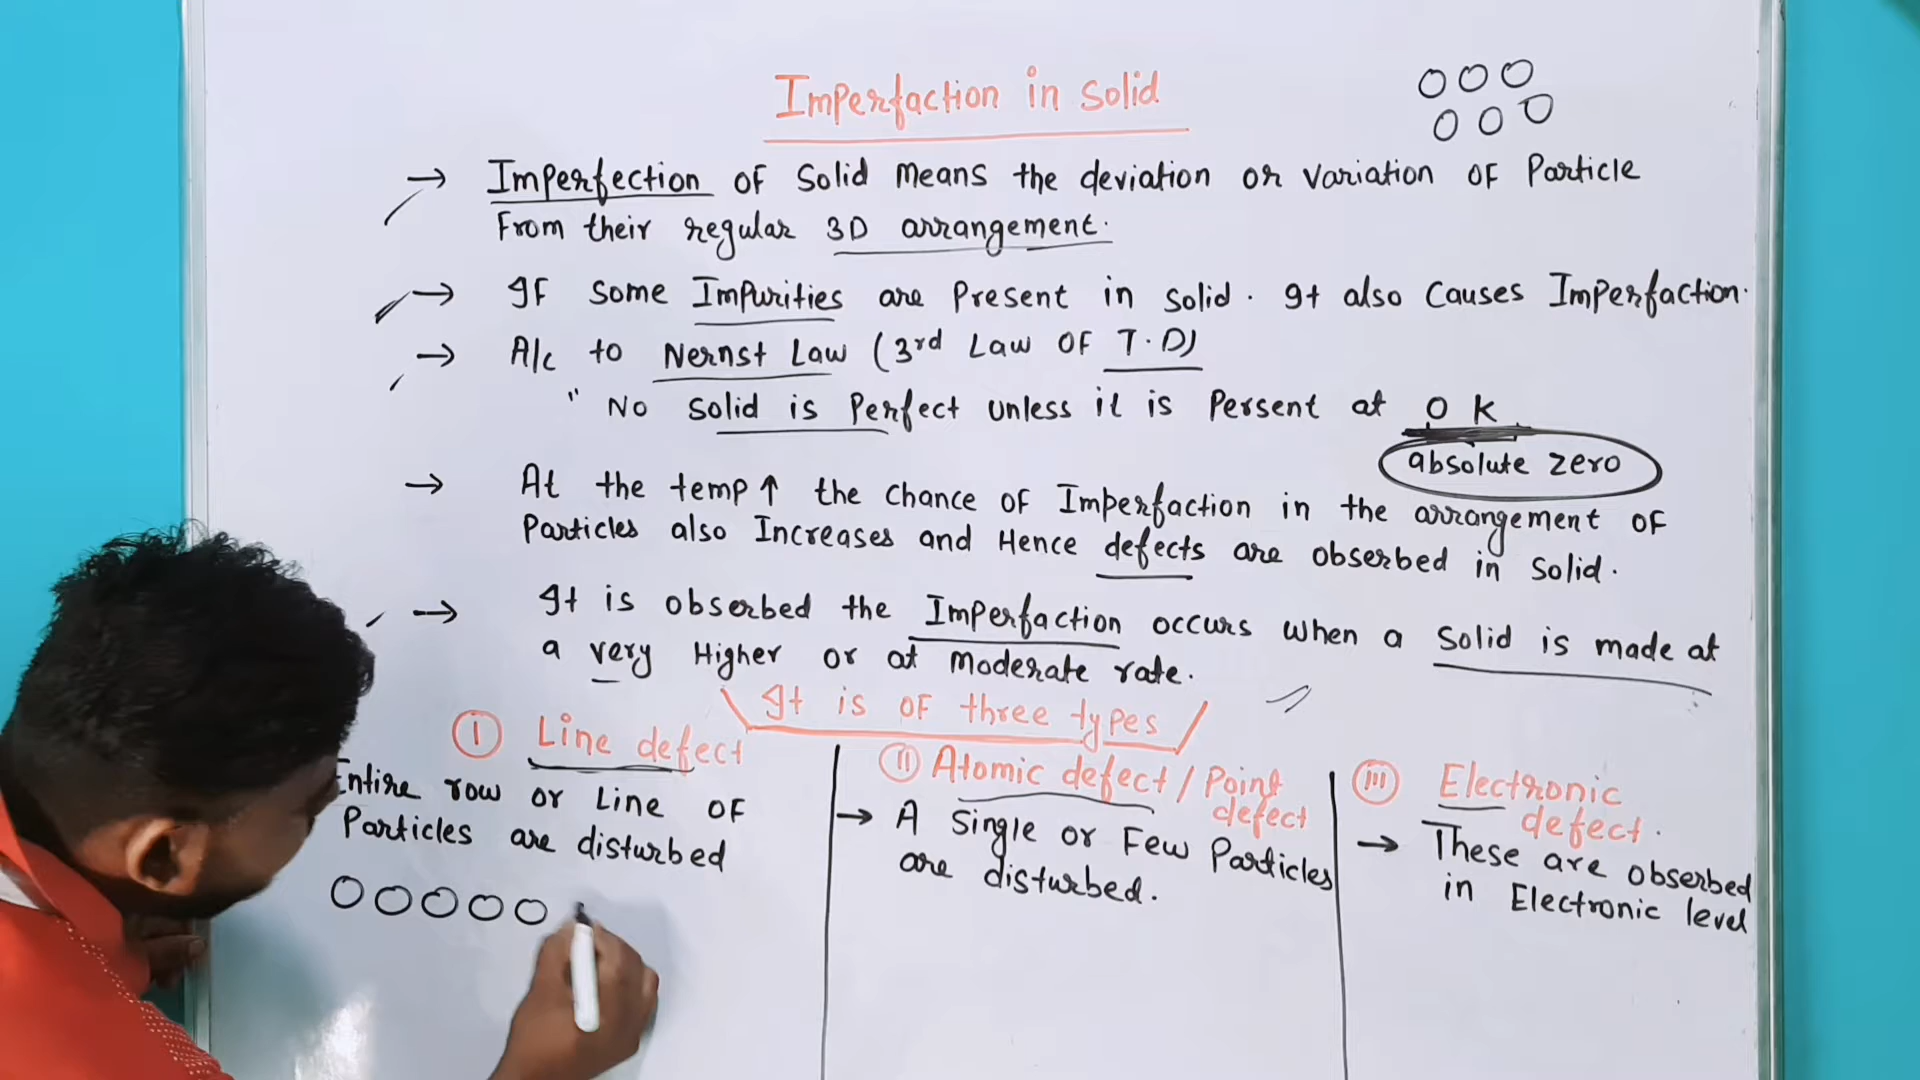 Imperfaction in Solid
→ Imperfection of Solid Means the deviation or variation of Particle
From their regular 3D arrangement.
→ If Some Impurities are Present in Solid. It also Causes Imperfaction.
→ A/c to Nernst Law (3rd Law of T.D)
" No Solid is Perfect unless it is Persent at 0 K
absolute zero
→ At the temp↑ the Chance of Imperfaction in the arrangement of
Particles also Increases and Hence defects are obserbed in Solid.
→ It is obserbed the Imperfaction occurs when a Solid is made at
a very Higher or at Moderate rate.
It is of three types
I Line defect
Entire row or Line of
Particles are disturbed
II Atomic defect / Point
defect
→ A Single or Few Particles
are disturbed.
III Electronic
defect.
→ These are obserbed
in Electronic level